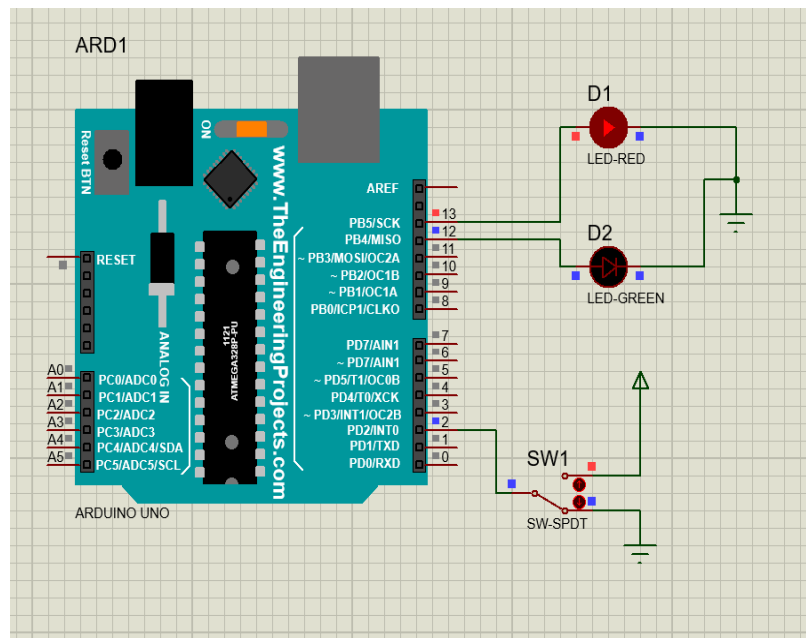 ARD1
Reset BTN
ON
www.TheEngineeringProjects.com
RESET
ANALOG IN
1121
ATMEGA328P-PU
AREF
PB5/SCK 13
PB4/MISO 12
~ PB3/MOSI/OC2A 11
~ PB2/OC1B 10
~ PB1/OC1A 9
PB0/ICP1/CLKO 8
PD7/AIN1 7
~ PD7/AIN1 6
~ PD5/T1/OC0B 5
PD4/T0/XCK 4
~ PD3/INT1/OC2B 3
PD2/INT0 2
PD1/TXD 1
PD0/RXD 0
A0 PC0/ADC0
A1 PC1/ADC1
A2 PC2/ADC2
A3 PC3/ADC3
A4 PC4/ADC4/SDA
A5 PC5/ADC5/SCL
ARDUINO UNO
D1
LED-RED
D2
LED-GREEN
SW1
SW-SPDT